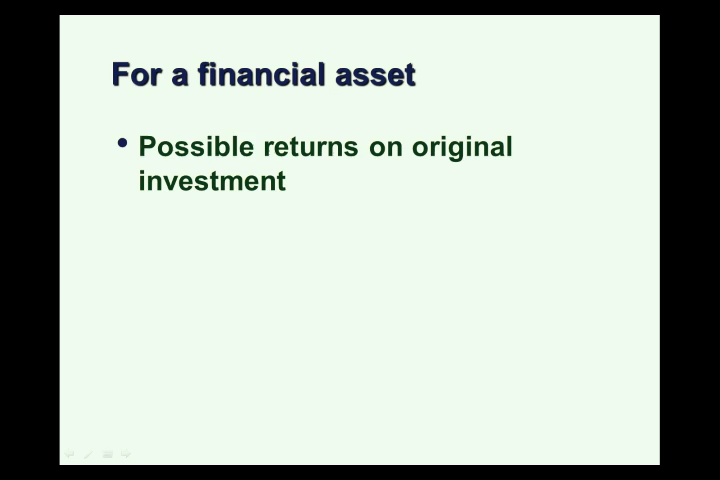 For a financial asset
• Possible returns on original
investment